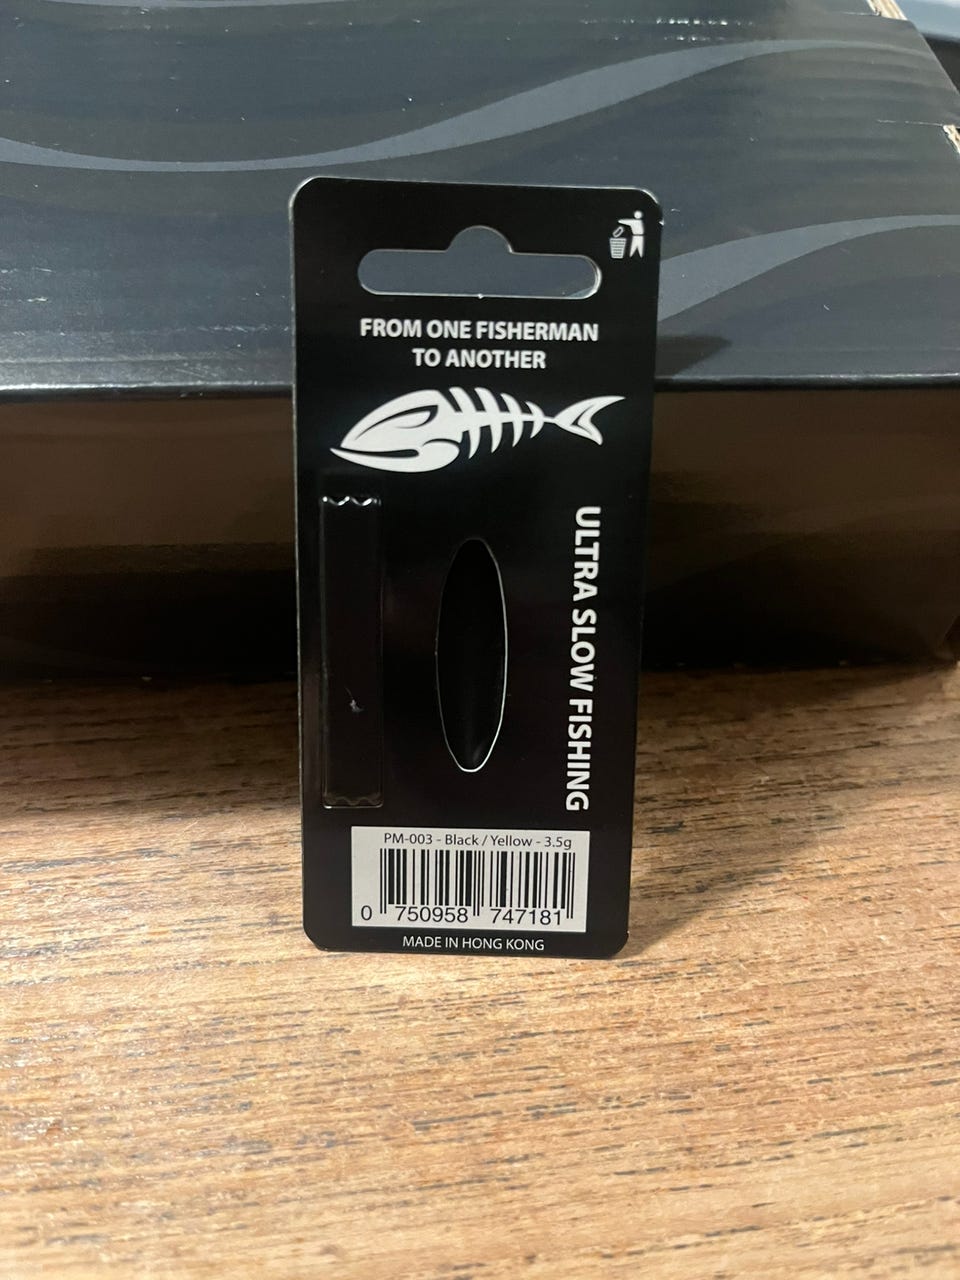 FROM ONE FISHERMAN
TO ANOTHER
ULTRA SLOW FISHING
PM-003 - Black / Yellow - 3.5g
0 750958 747181
MADE IN HONG KONG